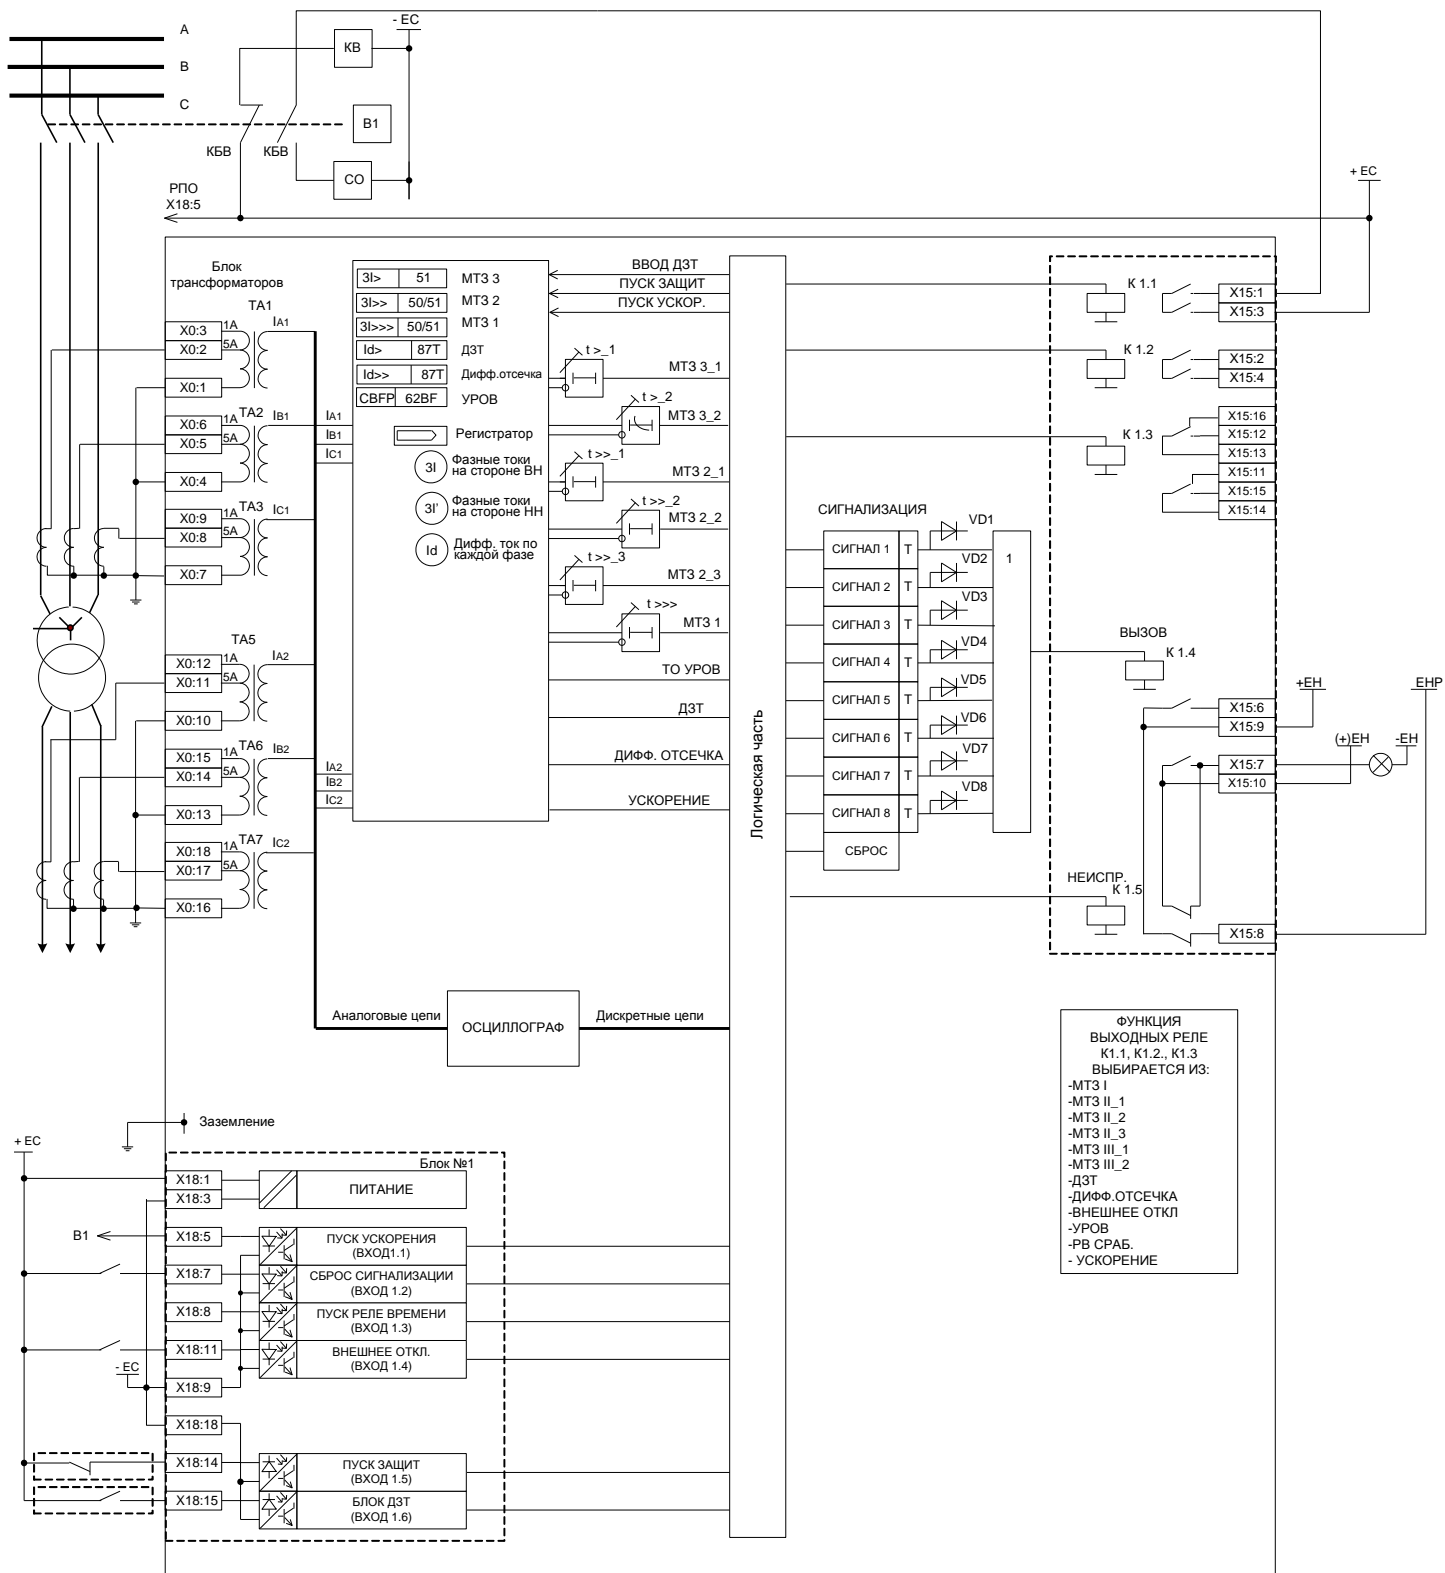 A
B
C
- EC
КВ
В1
КБВ
КБВ
СО
РПО
X18:5
+ EC
Блок
трансформаторов
TA1
X0:3
1A
IA1
X0:2
5A
X0:1
TA2
X0:6
1A
IB1
X0:5
5A
X0:4
TA3
X0:9
1A
IC1
X0:8
5A
X0:7
TA5
X0:12
1A
IA2
X0:11
5A
X0:10
TA6
X0:15
1A
IB2
X0:14
5A
X0:13
TA7
X0:18
1A
IC2
X0:17
5A
X0:16
IA1
IB1
IC1
IA2
IB2
IC2
3I> 51 МТЗ 3
3I>> 50/51 МТЗ 2
3I>>> 50/51 МТЗ 1
Id> 87T ДЗТ
Id>> 87T Дифф.отсечка
CBFP 62BF УРОВ
Регистратор
3I Фазные токи
на стороне ВН
3I' Фазные токи
на стороне НН
Id Дифф. ток по
каждой фазе
ВВОД ДЗТ
ПУСК ЗАЩИТ
ПУСК УСКОР.
t >_1
МТЗ 3_1
t >_2
МТЗ 3_2
t >>_1
МТЗ 2_1
t >>_2
МТЗ 2_2
t >>_3
МТЗ 2_3
t >>>
МТЗ 1
ТО УРОВ
ДЗТ
ДИФФ. ОТСЕЧКА
УСКОРЕНИЕ
Логическая часть
СИГНАЛИЗАЦИЯ
СИГНАЛ 1 T VD1
СИГНАЛ 2 T VD2
СИГНАЛ 3 T VD3
СИГНАЛ 4 T VD4
СИГНАЛ 5 T VD5
СИГНАЛ 6 T VD6
СИГНАЛ 7 T VD7
СИГНАЛ 8 T VD8
СБРОС
1
К 1.1
X15:1
X15:3
К 1.2
X15:2
X15:4
К 1.3
X15:16
X15:12
X15:13
X15:11
X15:15
X15:14
ВЫЗОВ
К 1.4
X15:6
X15:9
+EH
X15:7
X15:10
(+)EH
-EH
EHP
НЕИСПР.
К 1.5
X15:8
Аналоговые цепи
ОСЦИЛЛОГРАФ
Дискретные цепи
ФУНКЦИЯ
ВЫХОДНЫХ РЕЛЕ
К1.1, К1.2., К1.3
ВЫБИРАЕТСЯ ИЗ:
-МТЗ I
-МТЗ II_1
-МТЗ II_2
-МТЗ II_3
-МТЗ III_1
-МТЗ III_2
-ДЗТ
-ДИФФ.ОТСЕЧКА
-ВНЕШНЕЕ ОТКЛ
-УРОВ
-РВ СРАБ.
- УСКОРЕНИЕ
Заземление
+ EC
Блок №1
X18:1
X18:3
ПИТАНИЕ
В1
X18:5
ПУСК УСКОРЕНИЯ
(ВХОД1.1)
X18:7
СБРОС СИГНАЛИЗАЦИИ
(ВХОД 1.2)
X18:8
ПУСК РЕЛЕ ВРЕМЕНИ
(ВХОД 1.3)
X18:11
ВНЕШНЕЕ ОТКЛ.
(ВХОД 1.4)
- EC
X18:9
X18:18
X18:14
ПУСК ЗАЩИТ
(ВХОД 1.5)
X18:15
БЛОК ДЗТ
(ВХОД 1.6)